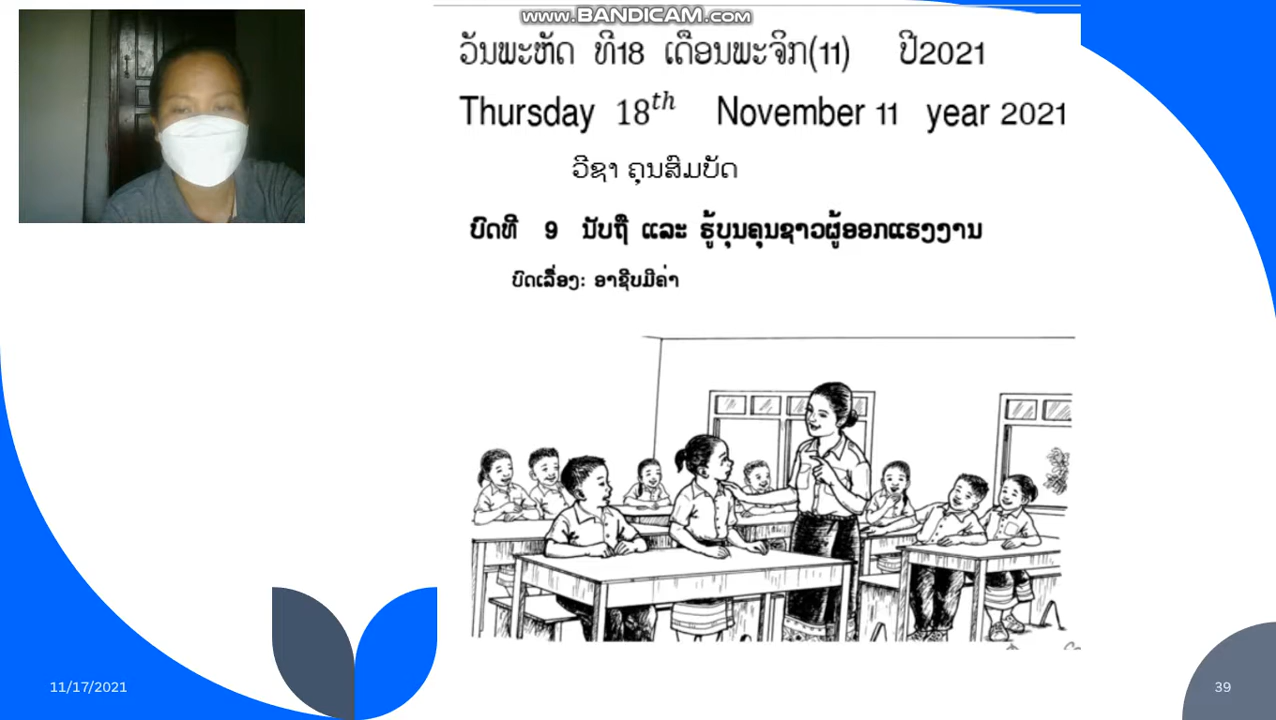 www.BANDICAM.com
ວັນພະຫັດ ທີ18 ເດືອນພະຈິກ(11) ປີ2021
Thursday 18th November 11 year 2021
ວີຊາ ຄຸນສົມບັດ
ບົດທີ 9 ນັບຖື ແລະ ຮູ້ບຸນຄຸນຊາວຜູ້ອອກແຮງງານ
ບົດເລື່ອງ: ອາຊີບມີຄ່າ
11/17/2021
39